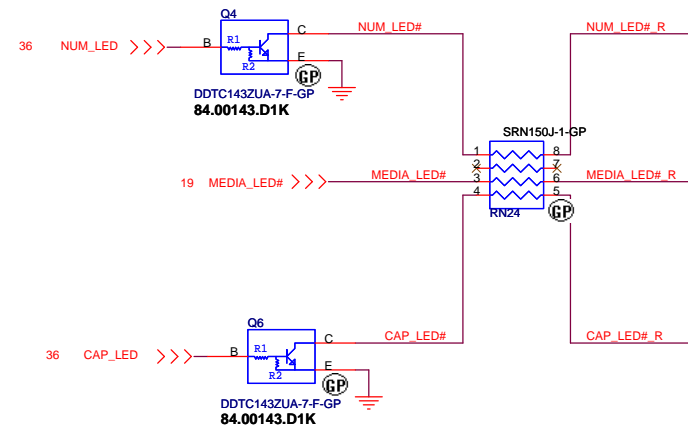 Q4
36 NUM_LED
B
R1
R2
C
E
GP
NUM_LED#
NUM_LED#_R
DDTC143ZUA-7-F-GP
84.00143.D1K
SRN150J-1-GP
1 8
2 7
3 6
4 5
RN24
GP
19 MEDIA_LED#
MEDIA_LED#
MEDIA_LED#_R
Q6
36 CAP_LED
B
R1
R2
C
E
GP
CAP_LED#
CAP_LED#_R
DDTC143ZUA-7-F-GP
84.00143.D1K